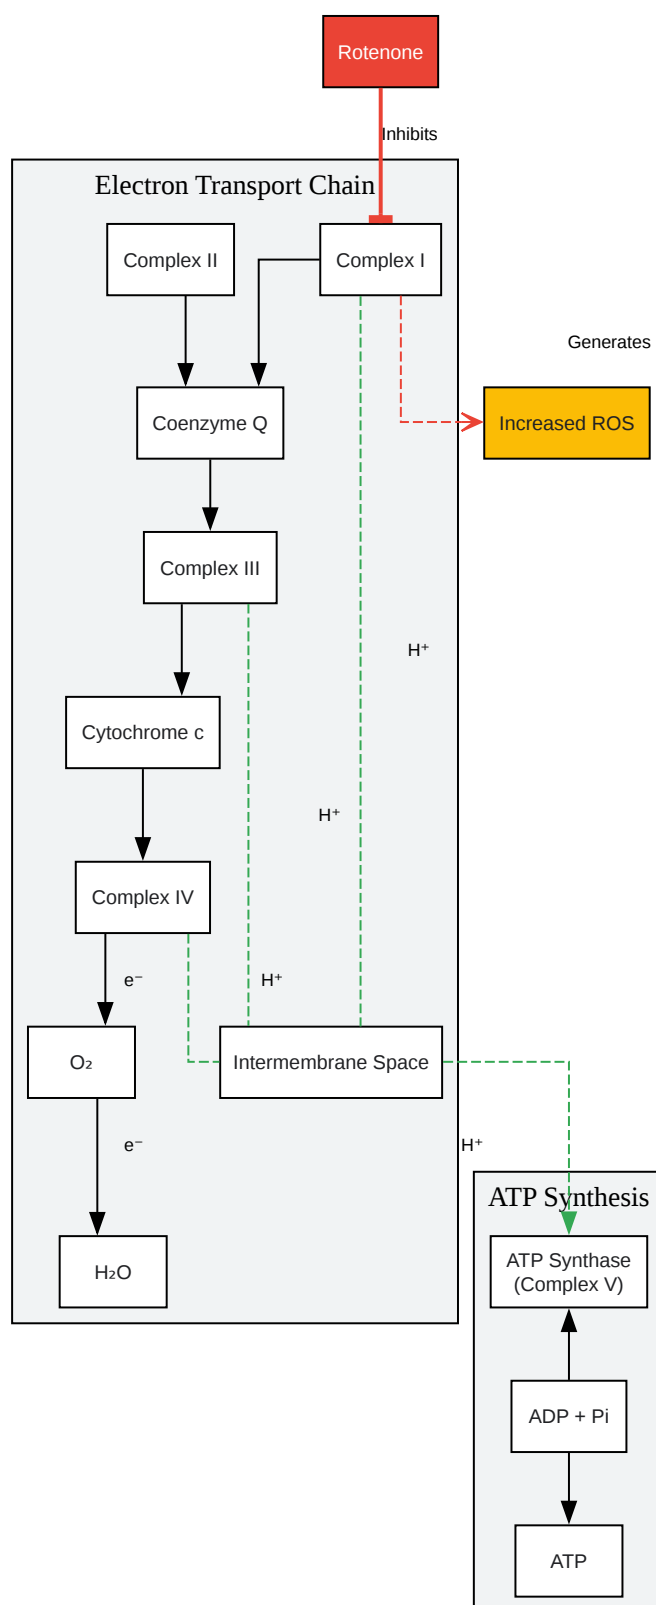 Rotenone
Inhibits
Electron Transport Chain
Complex II
Complex I
Generates
Coenzyme Q
Increased ROS
Complex III
H⁺
Cytochrome c
H⁺
Complex IV
e⁻
H⁺
O₂
Intermembrane Space
e⁻
H⁺
ATP Synthesis
H₂O
ATP Synthase
(Complex V)
ADP + Pi
ATP